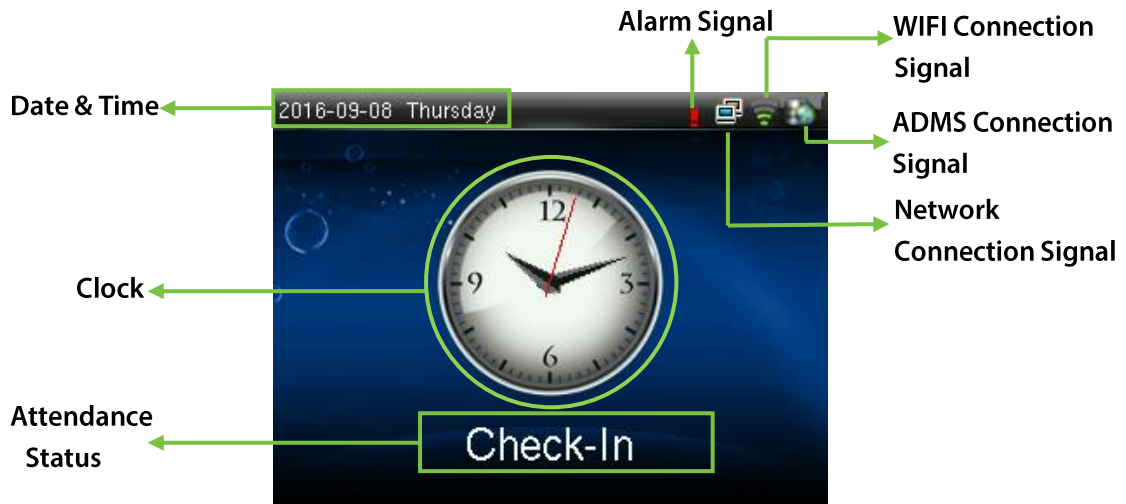 Alarm Signal
WIFI Connection
Signal
Date & Time
2016-09-08 Thursday
ADMS Connection
Signal
Network
Connection Signal
Clock
12
9
3
6
Attendance
Status
Check-In